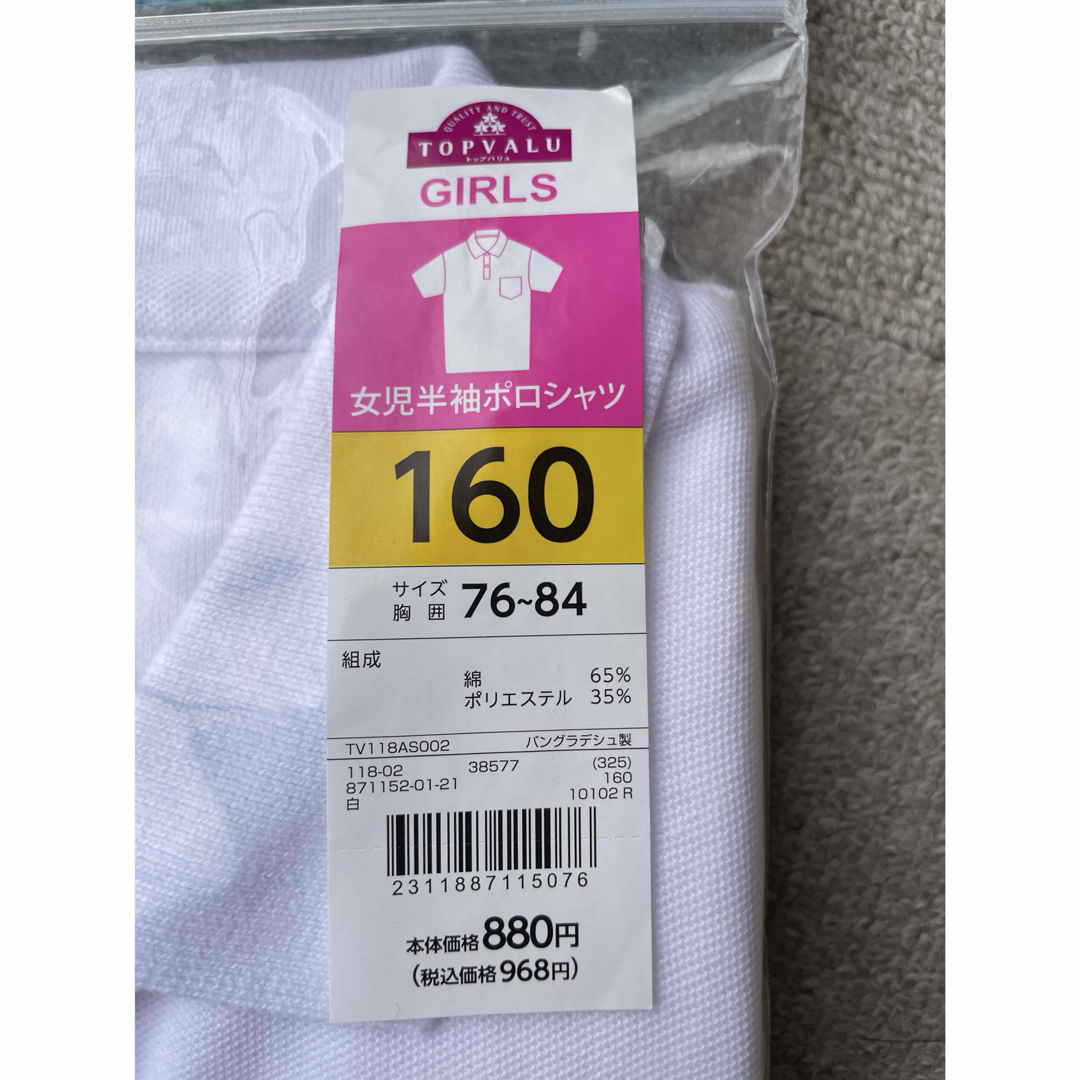 QUALITY AND TRUST
TOPVALU
トップバリュ
GIRLS
女児半袖ポロシャツ
160
サイズ
胸囲 76~84
組成
綿 65%
ポリエステル 35%
TV118AS002 バングラデシュ製
118-02 38577 (325)
871152-01-21 160
白 10102 R
2311887115076
本体価格880円
(税込価格968円)